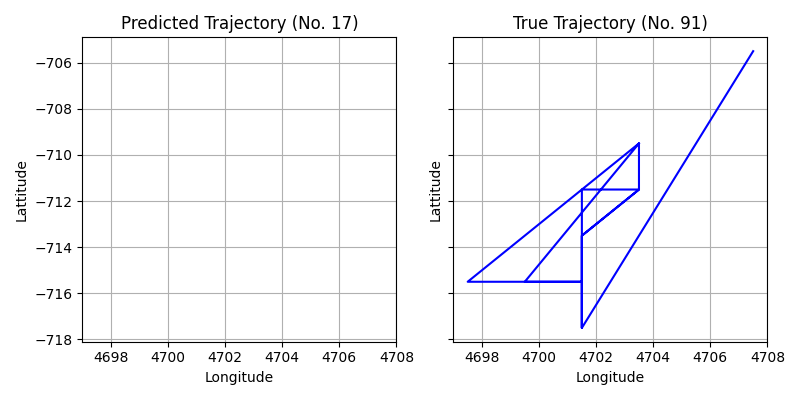 Predicted Trajectory (No. 17)
True Trajectory (No. 91)
−706
−708
−710
−712
−714
−716
−718
Lattitude
Lattitude
4698 4700 4702 4704 4706 4708
4698 4700 4702 4704 4706 4708
Longitude
Longitude